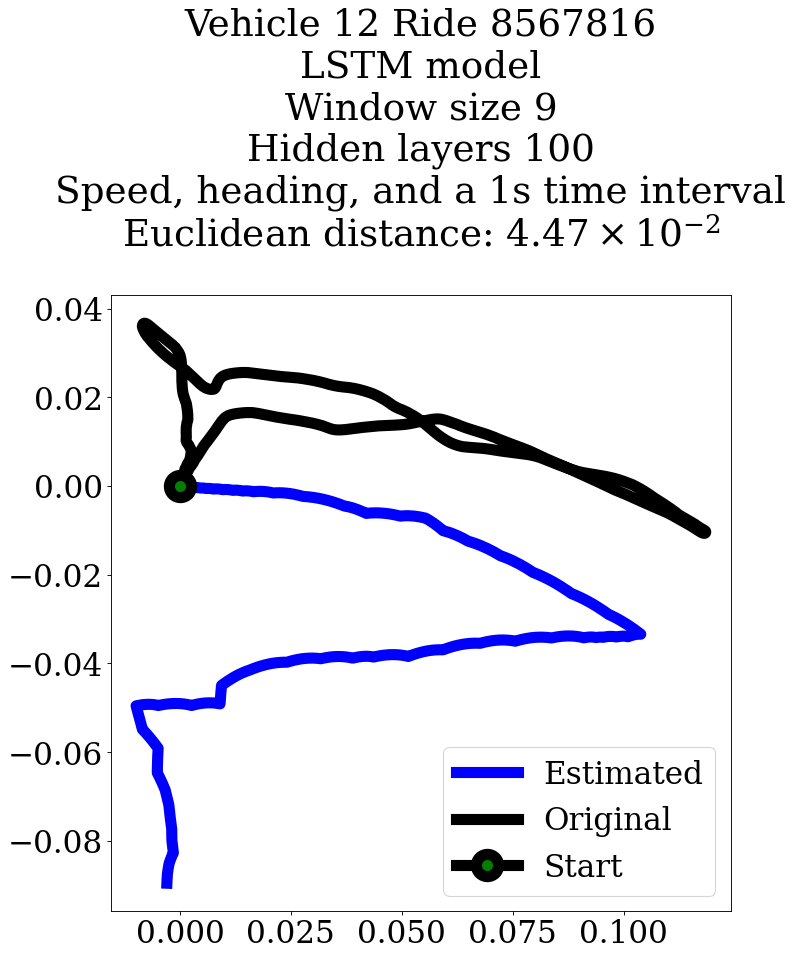 Vehicle 12 Ride 8567816
LSTM model
Window size 9
Hidden layers 100
Speed, heading, and a 1s time interval
Euclidean distance: 4.47 × 10⁻²
0.04
0.02
0.00
−0.02
−0.04
−0.06
−0.08
0.000 0.025 0.050 0.075 0.100
Estimated
Original
Start